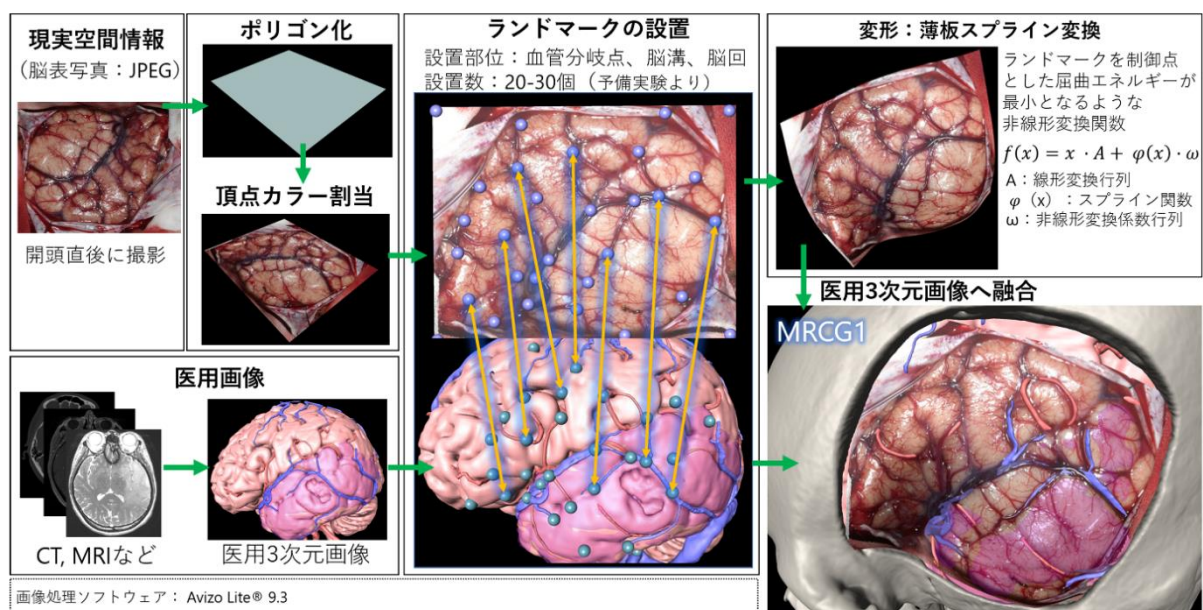 現実空間情報
（脳表写真：JPEG）
開頭直後に撮影
ポリゴン化
頂点カラー割当
ランドマークの設置
設置部位：血管分岐点、脳溝、脳回
設置数：20-30個（予備実験より）
変形：薄板スプライン変換
ランドマークを制御点
とした屈曲エネルギーが
最小となるような
非線形変換関数
f(x) = x · A + φ(x) · ω
A：線形変換行列
φ（x）：スプライン関数
ω：非線形変換係数行列
医用3次元画像へ融合
MRCG1
医用画像
CT, MRIなど
医用3次元画像
画像処理ソフトウェア： Avizo Lite® 9.3